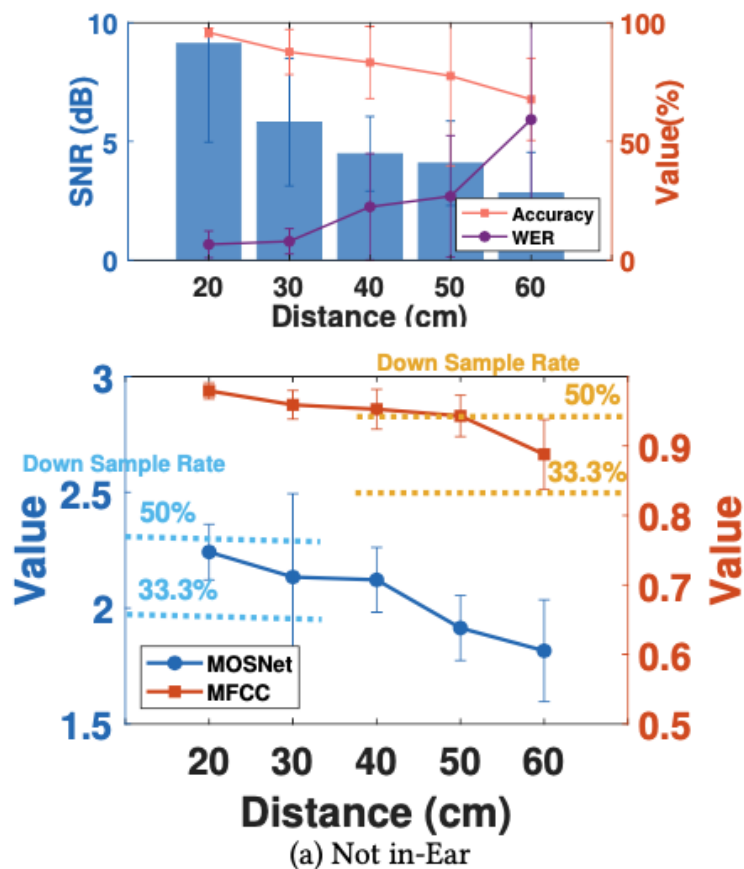 10
5
0
SNR (dB)
100
50
0
Value(%)
Accuracy
WER
20 30 40 50 60
Distance (cm)
Down Sample Rate
50%
33.3%
Down Sample Rate
50%
33.3%
3
2.5
2
1.5
Value
0.9
0.8
0.7
0.6
0.5
Value
MOSNet
MFCC
20 30 40 50 60
Distance (cm)
(a) Not in-Ear